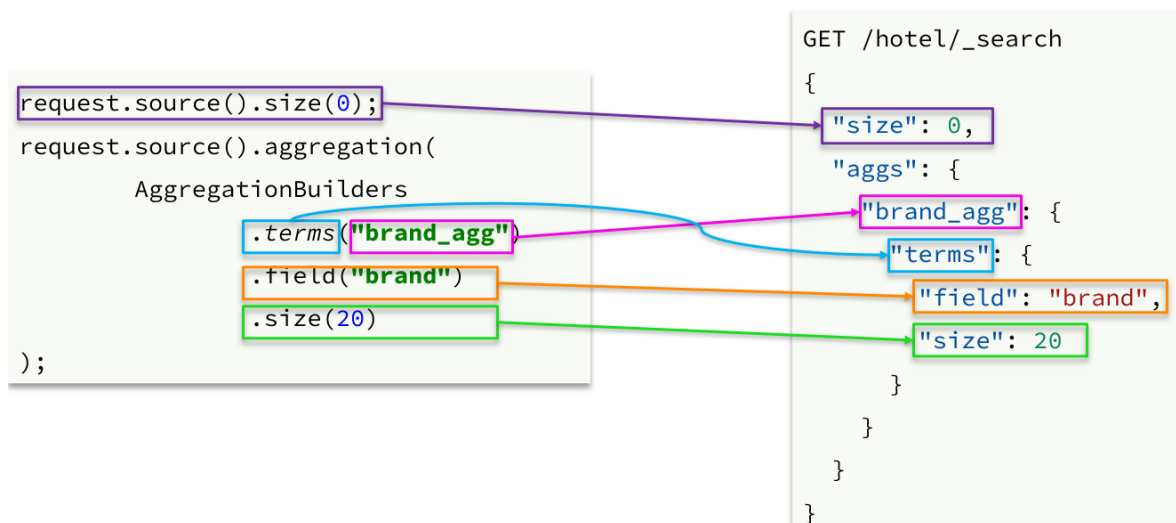 request.source().size(0);
request.source().aggregation(
AggregationBuilders
.terms("brand_agg")
.field("brand")
.size(20)
);
GET /hotel/_search
{
"size": 0,
"aggs": {
"brand_agg": {
"terms": {
"field": "brand",
"size": 20
}
}
}
}